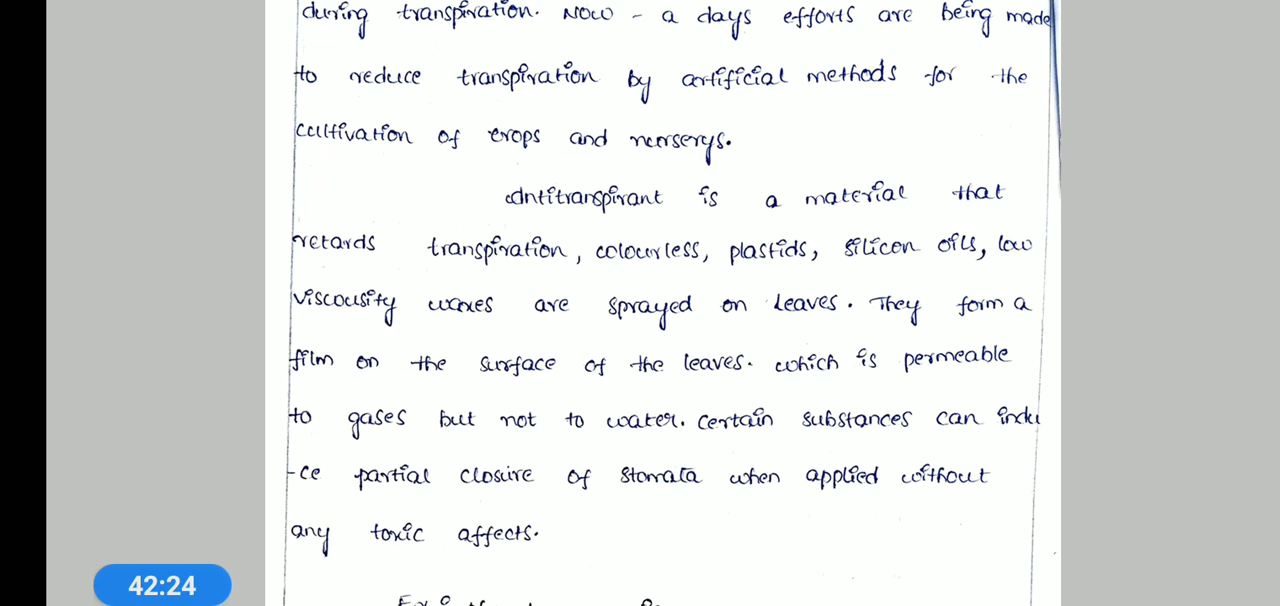 during transpiration. Now - a days efforts are being made
to reduce transpiration by artificial methods for the
cultivation of crops and nurserys.
Antitranspirant is a material that
retards transpiration, colourless, plastids, silicon oils, low
viscousity waxes are sprayed on leaves. They form a
film on the surface of the leaves. which is permeable
to gases but not to water. certain substances can indu
-ce partial closure of stomata when applied without
any toxic affects.
42:24